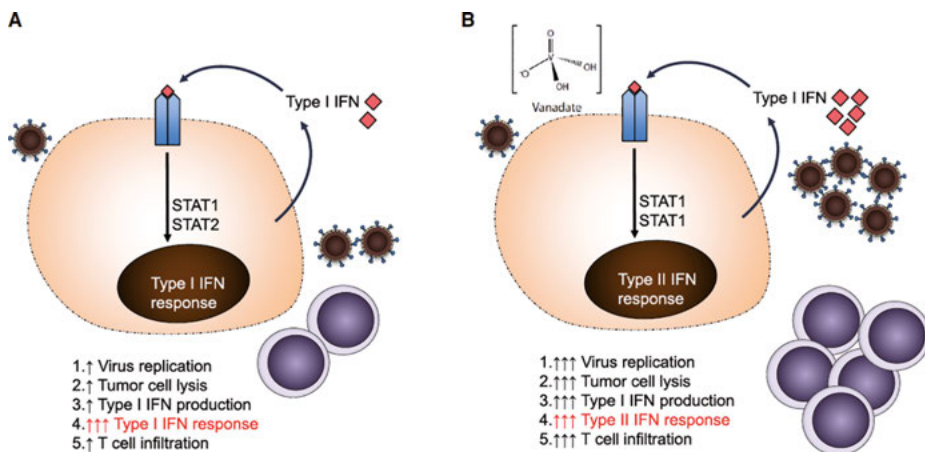 A
Type I IFN
STAT1
STAT2
Type I IFN
response
1.↑ Virus replication
2.↑ Tumor cell lysis
3.↑ Type I IFN production
4.↑↑↑ Type I IFN response
5.↑ T cell infiltration
B
O
V
O-
OH
OH
Vanadate
Type I IFN
STAT1
STAT1
Type II IFN
response
1.↑↑↑ Virus replication
2.↑↑↑ Tumor cell lysis
3.↑↑↑ Type I IFN production
4.↑↑↑ Type II IFN response
5.↑↑↑ T cell infiltration